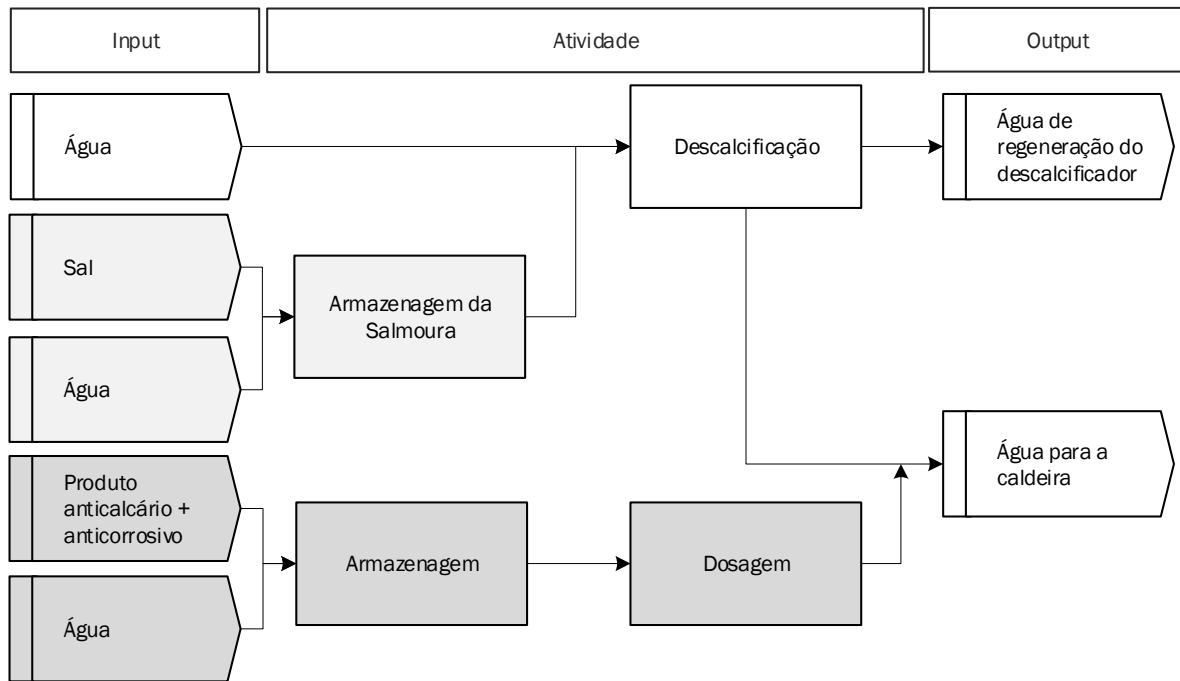 Input
Atividade
Output
Água
Descalcificação
Água de
regeneração do
descalcificador
Sal
Armazenagem da
Salmoura
Água
Produto
anticalcário +
anticorrosivo
Água para a
caldeira
Armazenagem
Dosagem
Água